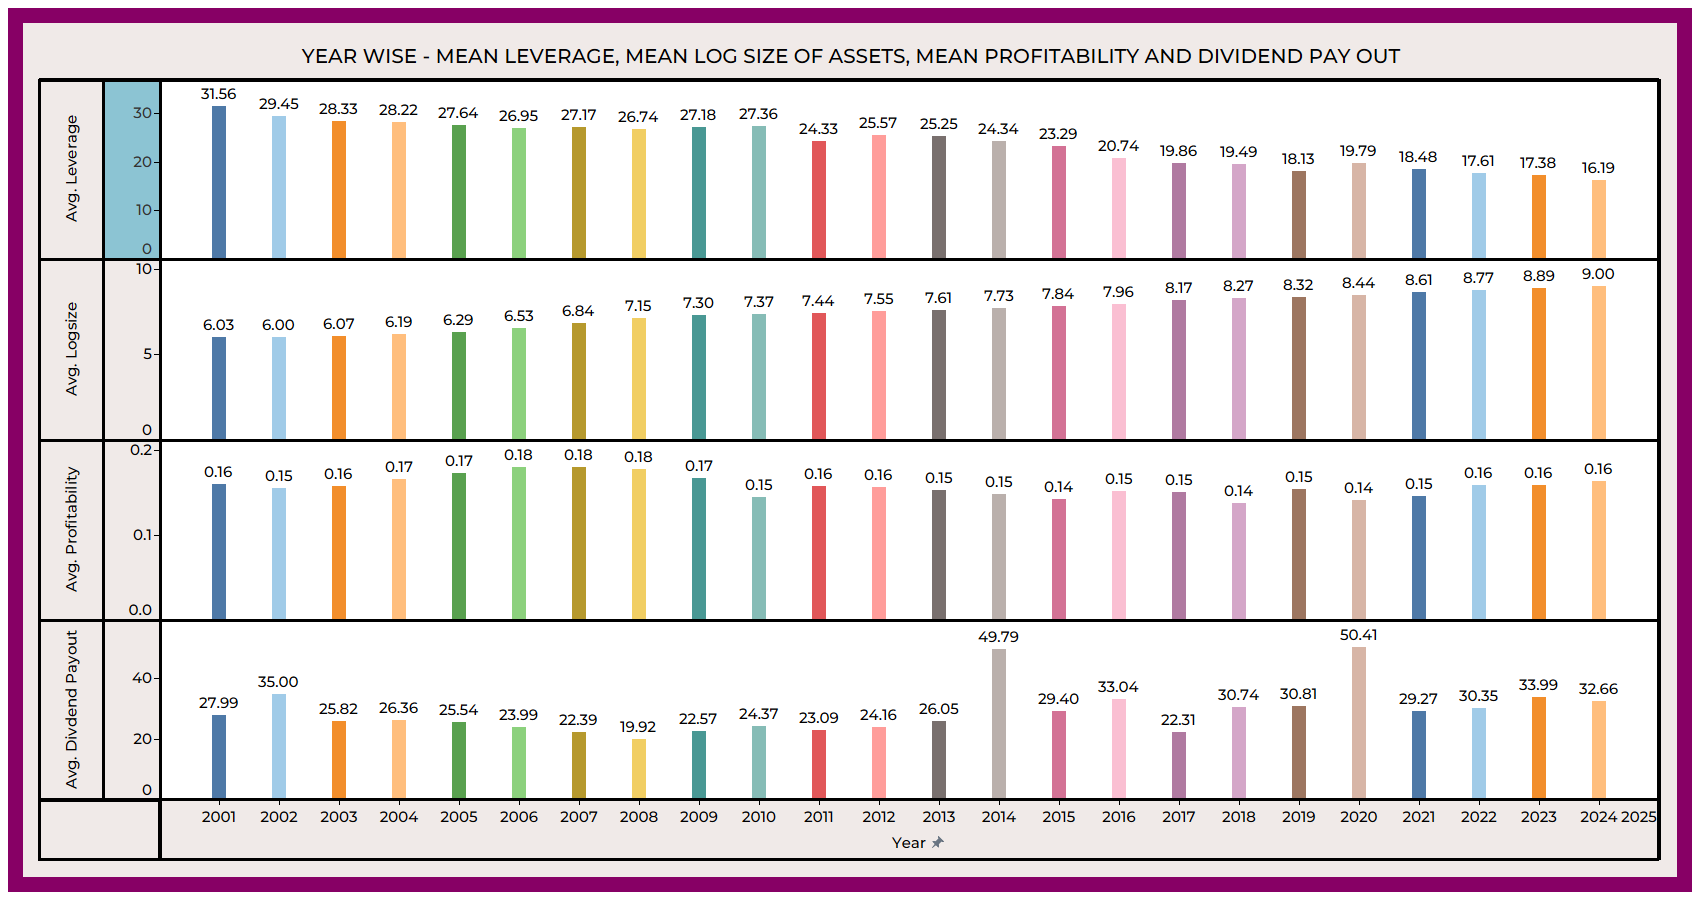 YEAR WISE - MEAN LEVERAGE, MEAN LOG SIZE OF ASSETS, MEAN PROFITABILITY AND DIVIDEND PAY OUT
Avg. Leverage
30
20
10
0
31.56 29.45 28.33 28.22 27.64 26.95 27.17 26.74 27.18 27.36 24.33 25.57 25.25 24.34 23.29 20.74 19.86 19.49 18.13 19.79 18.48 17.61 17.38 16.19
Avg. Logsize
10
5
0
6.03 6.00 6.07 6.19 6.29 6.53 6.84 7.15 7.30 7.37 7.44 7.55 7.61 7.73 7.84 7.96 8.17 8.27 8.32 8.44 8.61 8.77 8.89 9.00
Avg. Profitability
0.2
0.1
0.0
0.16 0.15 0.16 0.17 0.17 0.18 0.18 0.18 0.17 0.15 0.16 0.16 0.15 0.15 0.14 0.15 0.15 0.14 0.15 0.14 0.15 0.16 0.16 0.16
Avg. Dividend Payout
40
20
0
27.99 35.00 25.82 26.36 25.54 23.99 22.39 19.92 22.57 24.37 23.09 24.16 26.05 49.79 29.40 33.04 22.31 30.74 30.81 50.41 29.27 30.35 33.99 32.66
2001 2002 2003 2004 2005 2006 2007 2008 2009 2010 2011 2012 2013 2014 2015 2016 2017 2018 2019 2020 2021 2022 2023 2024 2025
Year